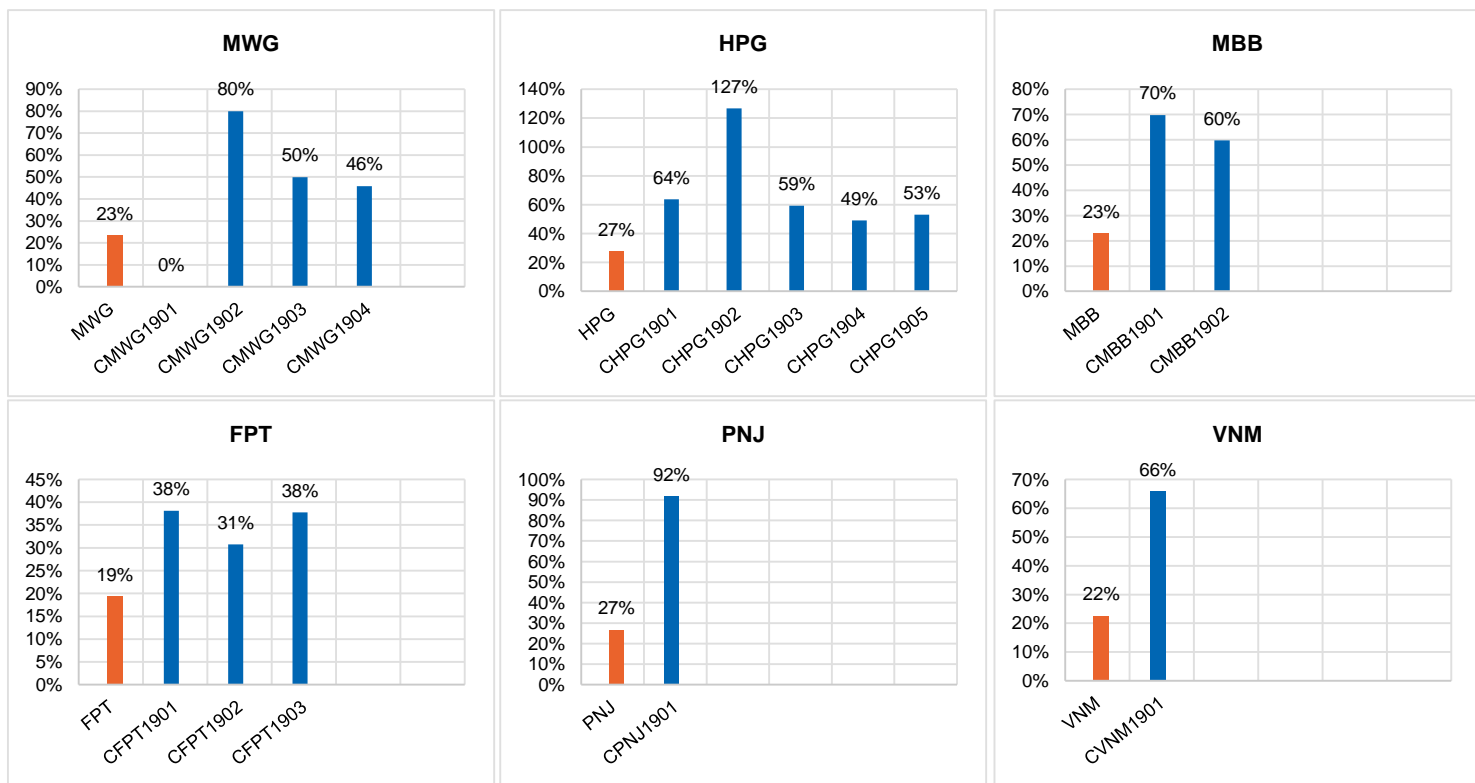 MWG
90%
80%
70%
60%
50%
40%
30%
20%
10%
0%
23%
0%
80%
50%
46%
MWG
CMWG1901
CMWG1902
CMWG1903
CMWG1904
HPG
140%
120%
100%
80%
60%
40%
20%
0%
27%
64%
127%
59%
49%
53%
HPG
CHPG1901
CHPG1902
CHPG1903
CHPG1904
CHPG1905
MBB
80%
70%
60%
50%
40%
30%
20%
10%
0%
23%
70%
60%
MBB
CMBB1901
CMBB1902
FPT
45%
40%
35%
30%
25%
20%
15%
10%
5%
0%
19%
38%
31%
38%
FPT
CFPT1901
CFPT1902
CFPT1903
PNJ
100%
90%
80%
70%
60%
50%
40%
30%
20%
10%
0%
27%
92%
PNJ
CPNJ1901
VNM
70%
60%
50%
40%
30%
20%
10%
0%
22%
66%
VNM
CVNM1901